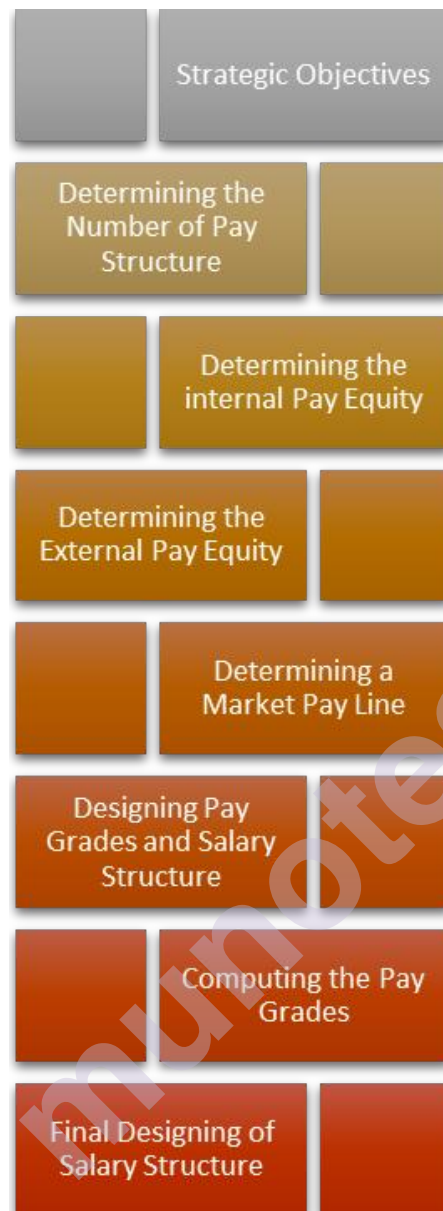 Strategic Objectives
Determining the
Number of Pay
Structure
Determining the
internal Pay Equity
Determining the
External Pay Equity
Determining a
Market Pay Line
Designing Pay
Grades and Salary
Structure
Computing the Pay
Grades
Final Designing of
Salary Structure
munotes